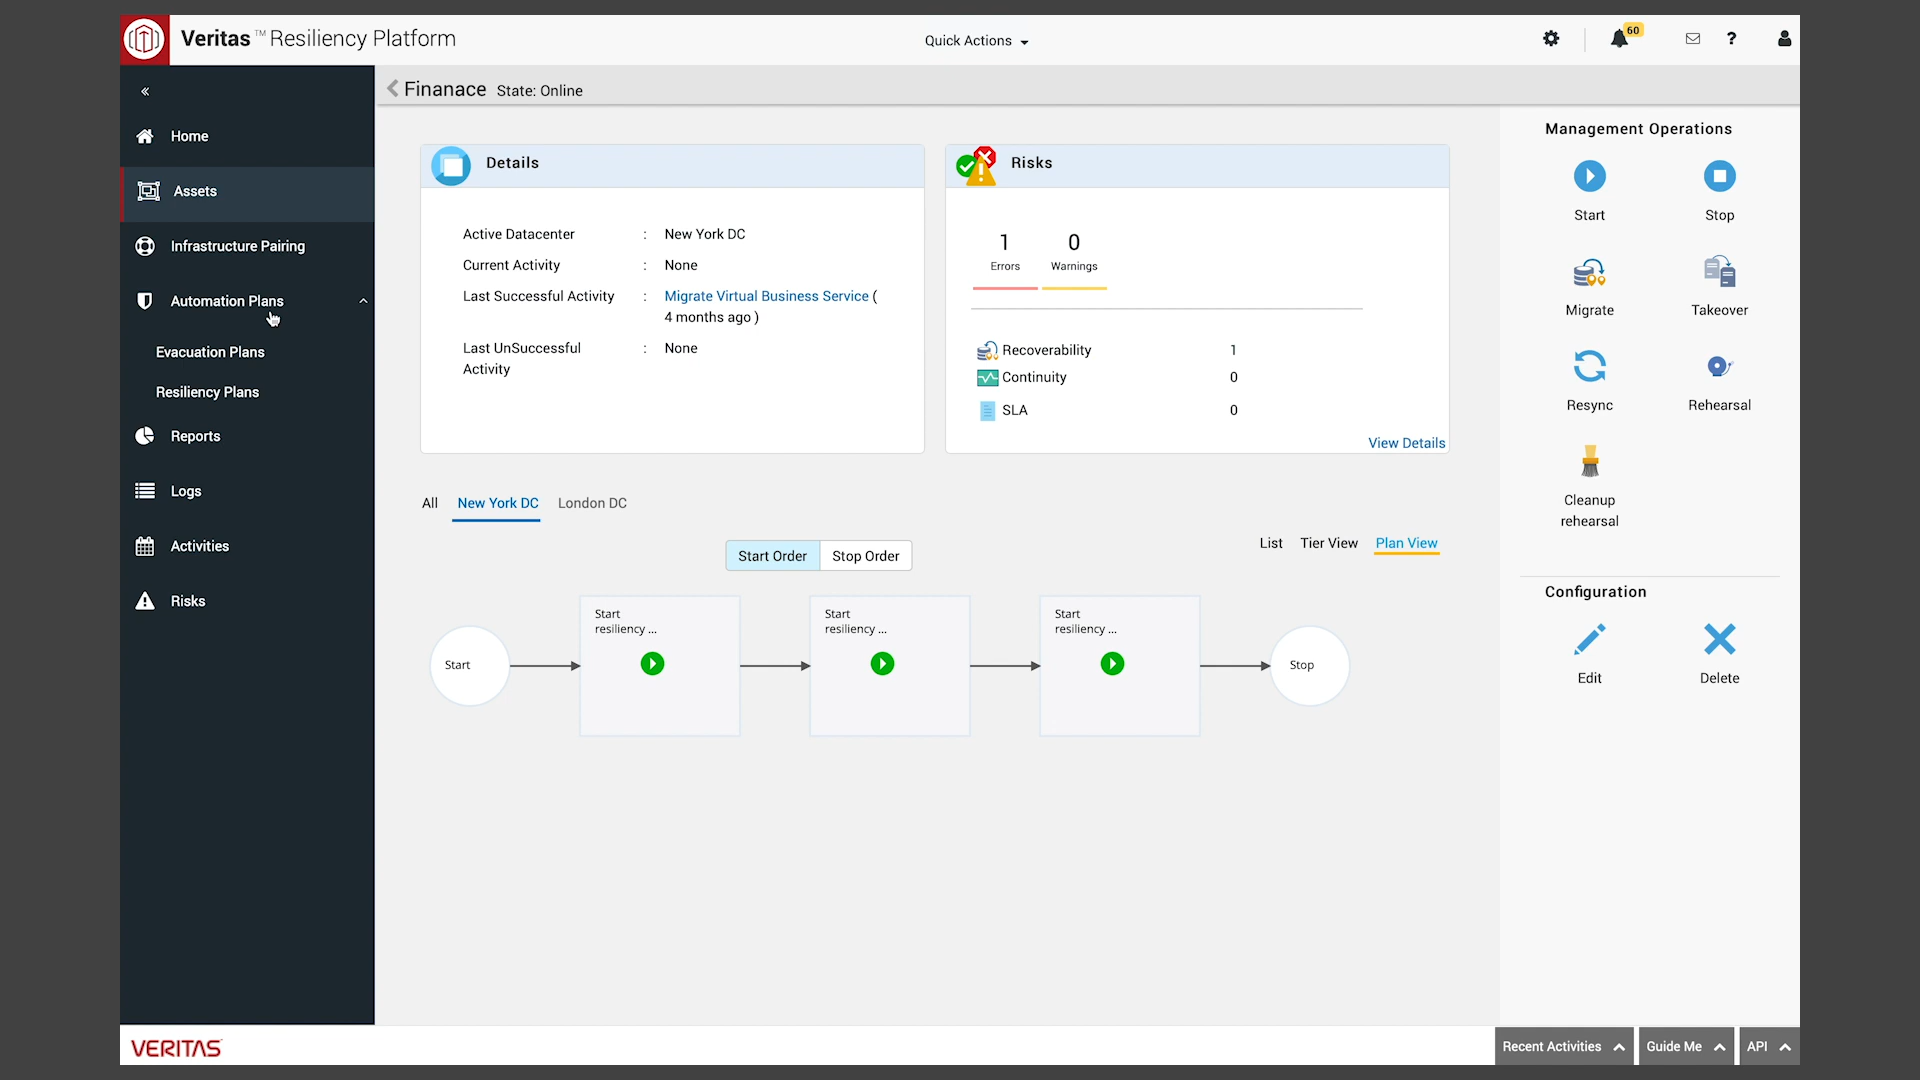 Veritas™ Resiliency Platform
Quick Actions
60
?
«
Finanace State: Online
Home
Assets
Infrastructure Pairing
Automation Plans
Evacuation Plans
Resiliency Plans
Reports
Logs
Activities
Risks
Details
Active Datacenter : New York DC
Current Activity : None
Last Successful Activity : Migrate Virtual Business Service (
4 months ago )
Last UnSuccessful : None
Activity
Risks
1 0
Errors Warnings
Recoverability 1
Continuity 0
SLA 0
View Details
All New York DC London DC
List Tier View Plan View
Start Order Stop Order
Start
Start
resiliency ...
Start
resiliency ...
Start
resiliency ...
Stop
Management Operations
Start Stop
Migrate Takeover
Resync Rehearsal
Cleanup
rehearsal
Configuration
Edit Delete
VERITAS
Recent Activities Guide Me API